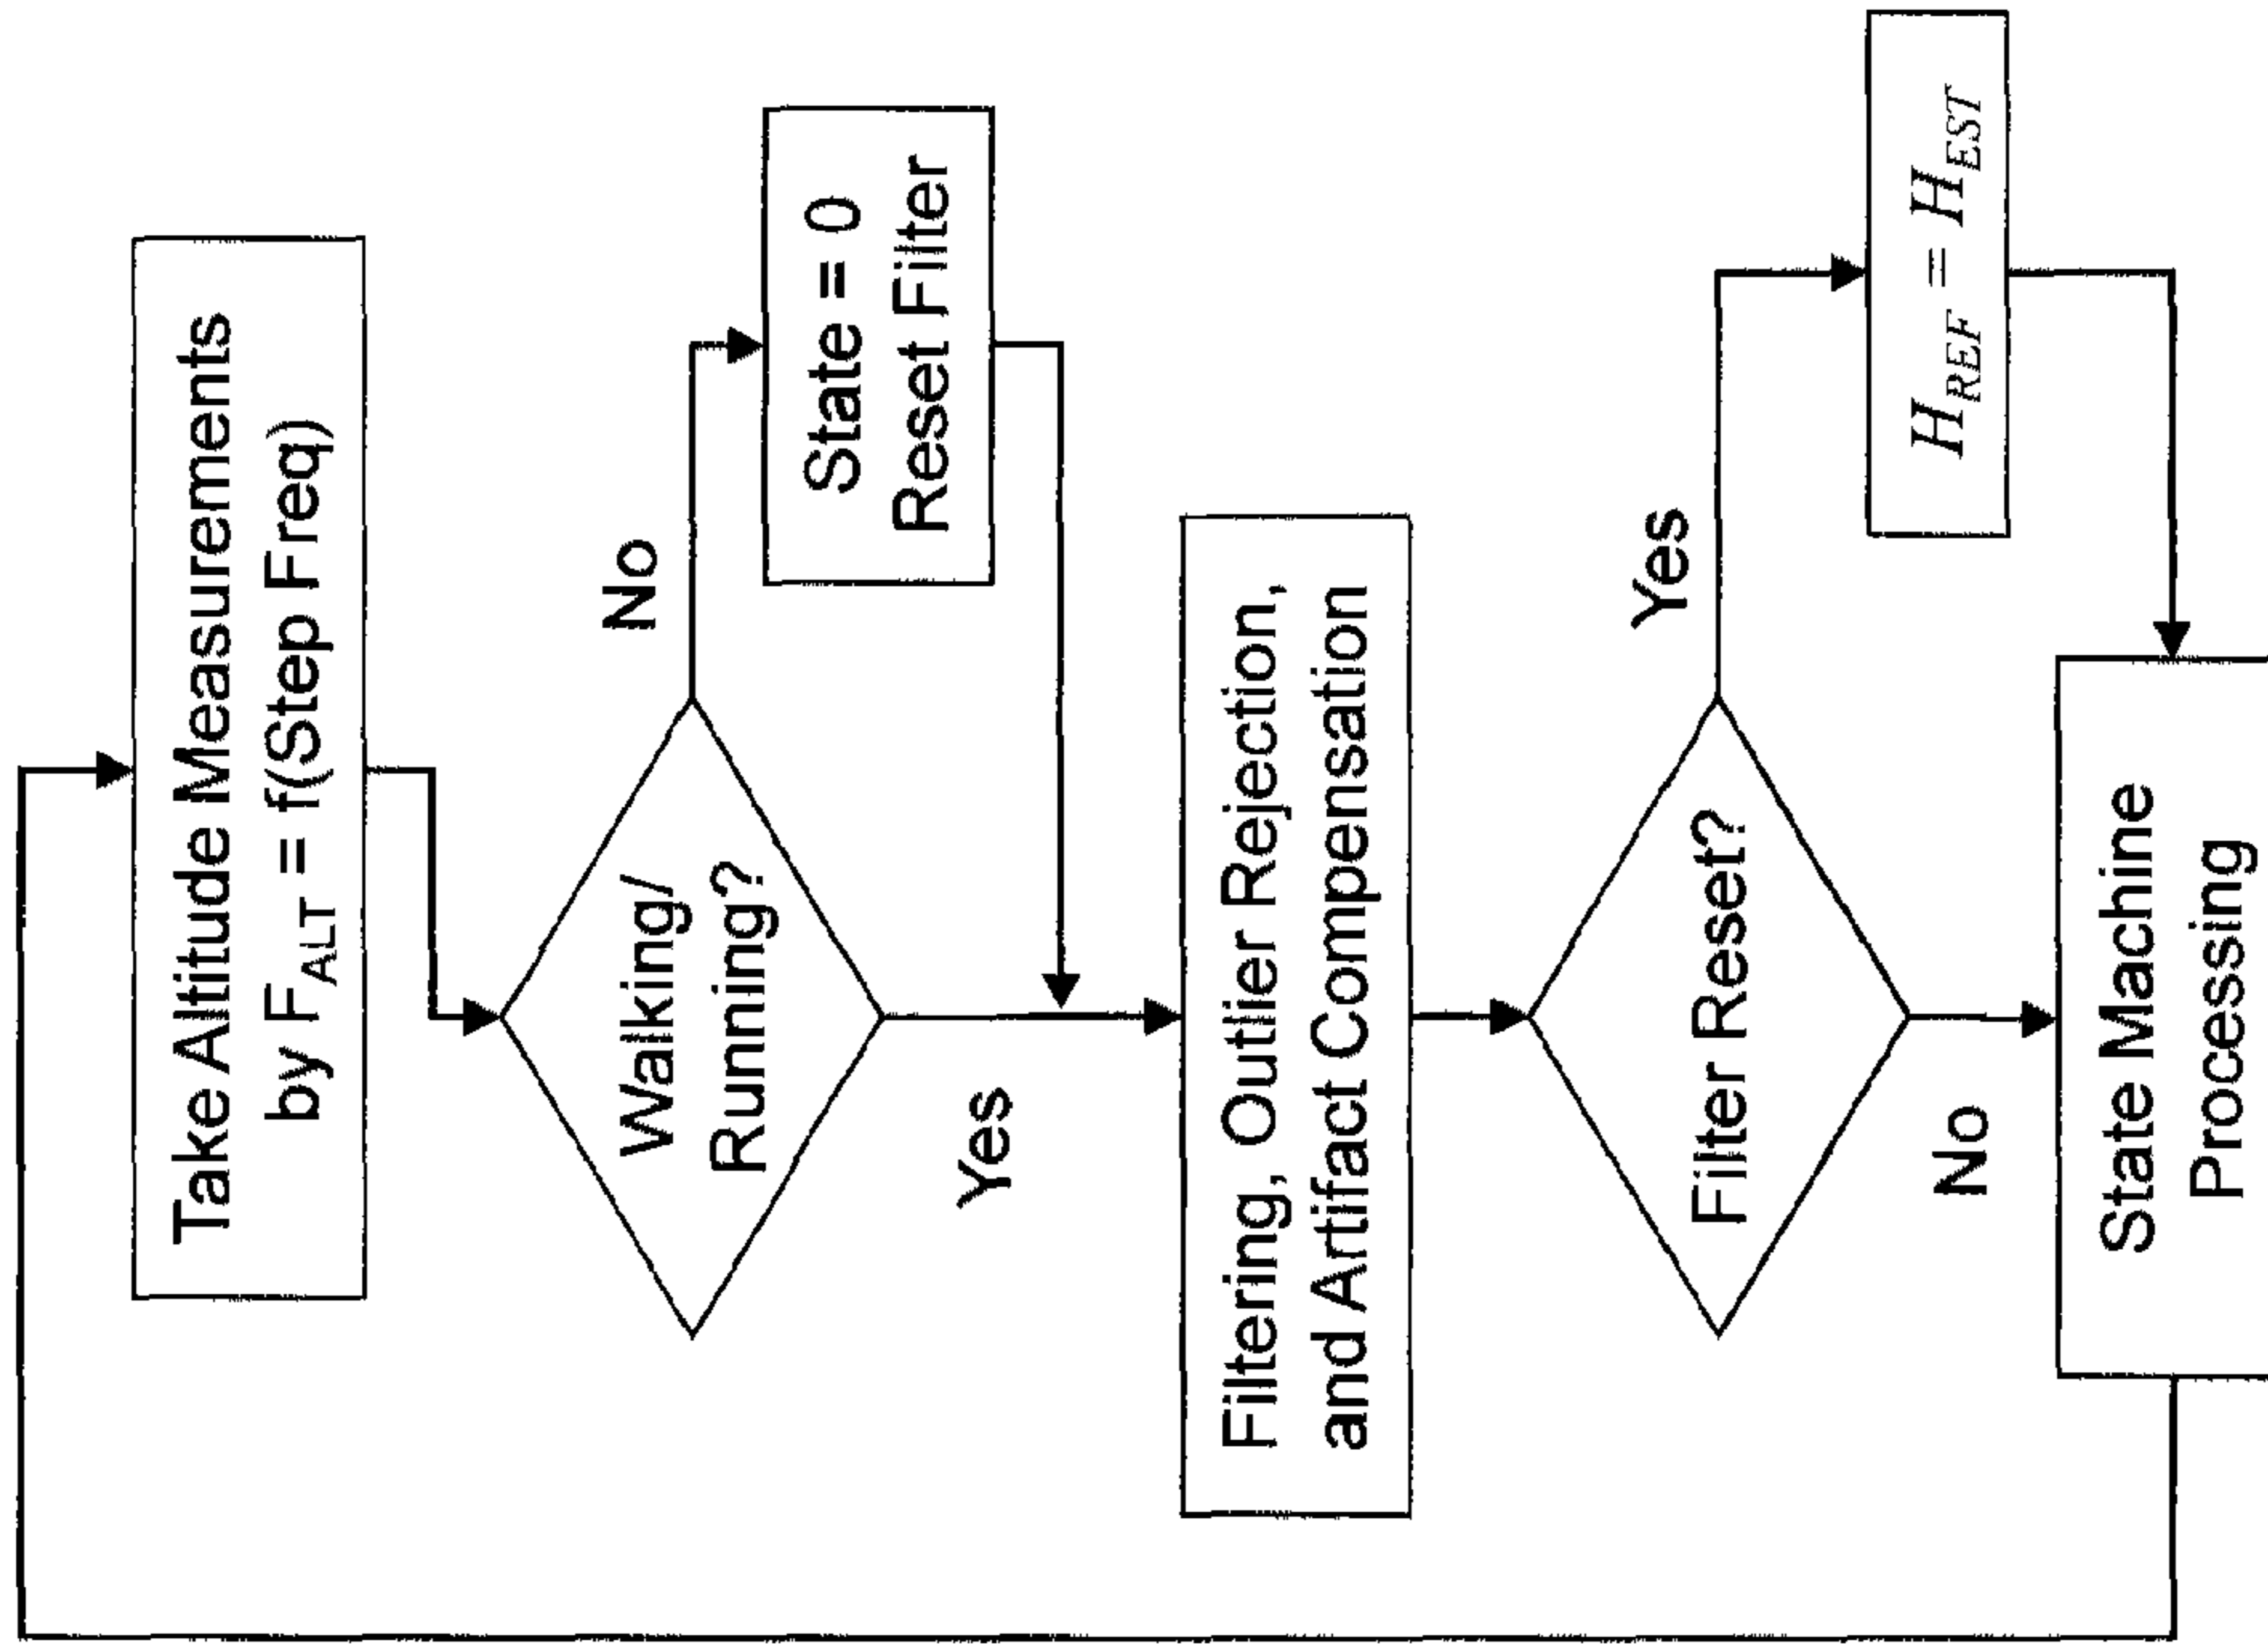 Take Altitude Measurements
by F_ALT = f(Step Freq)
Walking/
Running?
No
State = 0
Reset Filter
Yes
Filtering, Outlier Rejection,
and Artifact Compensation
Filter Reset?
Yes
H_REF = H_EST
No
State Machine
Processing